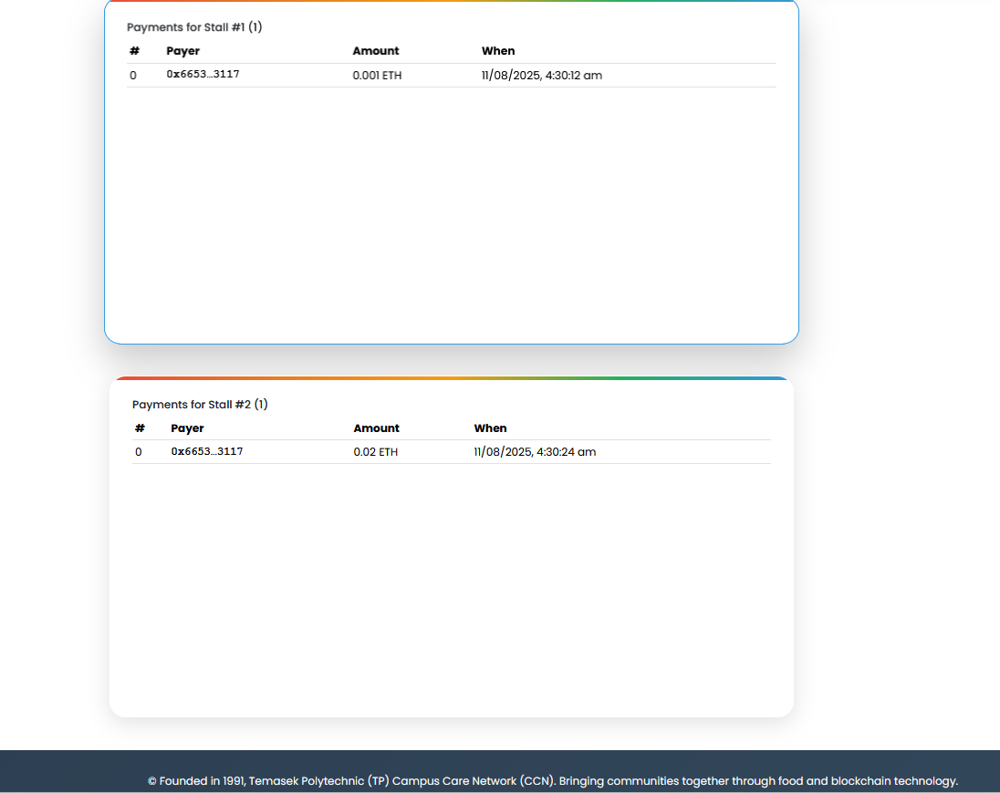 Payments for Stall #1 (1)
# Payer Amount When
0 0x6653…3117 0.001 ETH 11/08/2025, 4:30:12 am
Payments for Stall #2 (1)
# Payer Amount When
0 0x6653…3117 0.02 ETH 11/08/2025, 4:30:24 am
© Founded in 1991, Temasek Polytechnic (TP) Campus Care Network (CCN). Bringing communities together through food and blockchain technology.